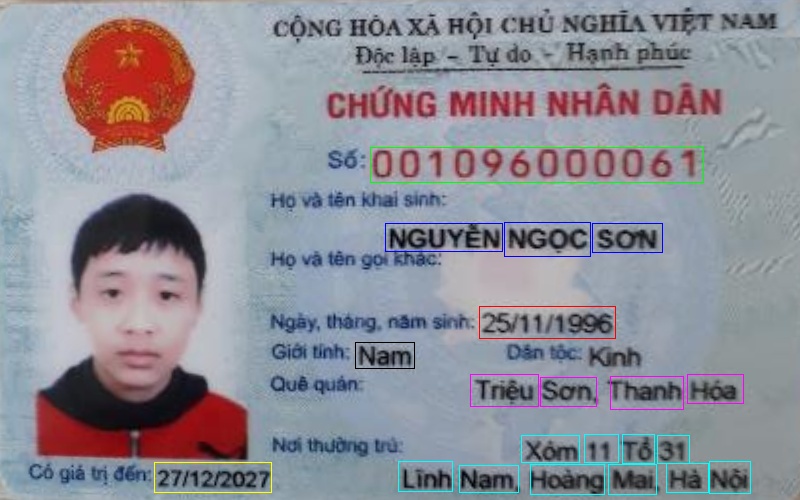 CỘNG HÒA XÃ HỘI CHỦ NGHĨA VIỆT NAM
Độc lập - Tự do - Hạnh phúc
CHỨNG MINH NHÂN DÂN
Số: 001096000061
Họ và tên khai sinh:
NGUYỄN NGỌC SƠN
Họ và tên gọi khác:
Ngày, tháng, năm sinh: 25/11/1996
Giới tính: Nam Dân tộc: Kinh
Quê quán: Triệu Sơn, Thanh Hóa
Nơi thường trú: Xóm 11 Tổ 31
Lĩnh Nam, Hoàng Mai, Hà Nội
Có giá trị đến: 27/12/2027